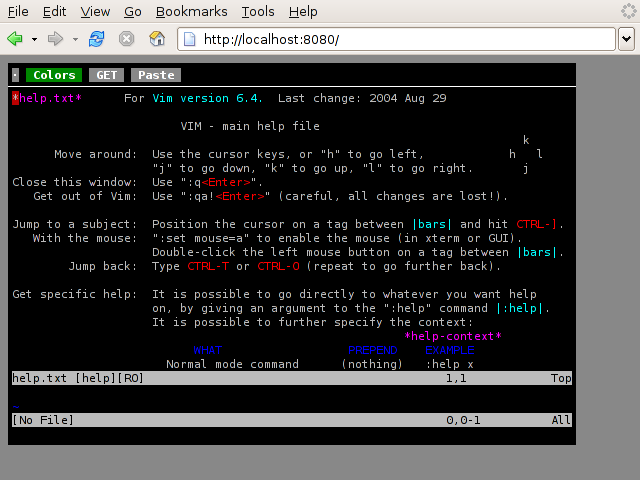 File Edit View Go Bookmarks Tools Help
http://localhost:8080/
Colors GET Paste
*help.txt* For Vim version 6.4. Last change: 2004 Aug 29
VIM - main help file
k
Move around: Use the cursor keys, or "h" to go left, h l
"j" to go down, "k" to go up, "l" to go right. j
Close this window: Use ":q<Enter>".
Get out of Vim: Use ":qa!<Enter>" (careful, all changes are lost!).
Jump to a subject: Position the cursor on a tag between |bars| and hit CTRL-].
With the mouse: ":set mouse=a" to enable the mouse (in xterm or GUI).
Double-click the left mouse button on a tag between |bars|.
Jump back: Type CTRL-T or CTRL-O (repeat to go further back).
Get specific help: It is possible to go directly to whatever you want help
on, by giving an argument to the ":help" command |:help|.
It is possible to further specify the context:
*help-context*
WHAT PREPEND EXAMPLE
Normal mode command (nothing) :help x
help.txt [help][RO] 1,1 Top
~
[No File] 0,0-1 All